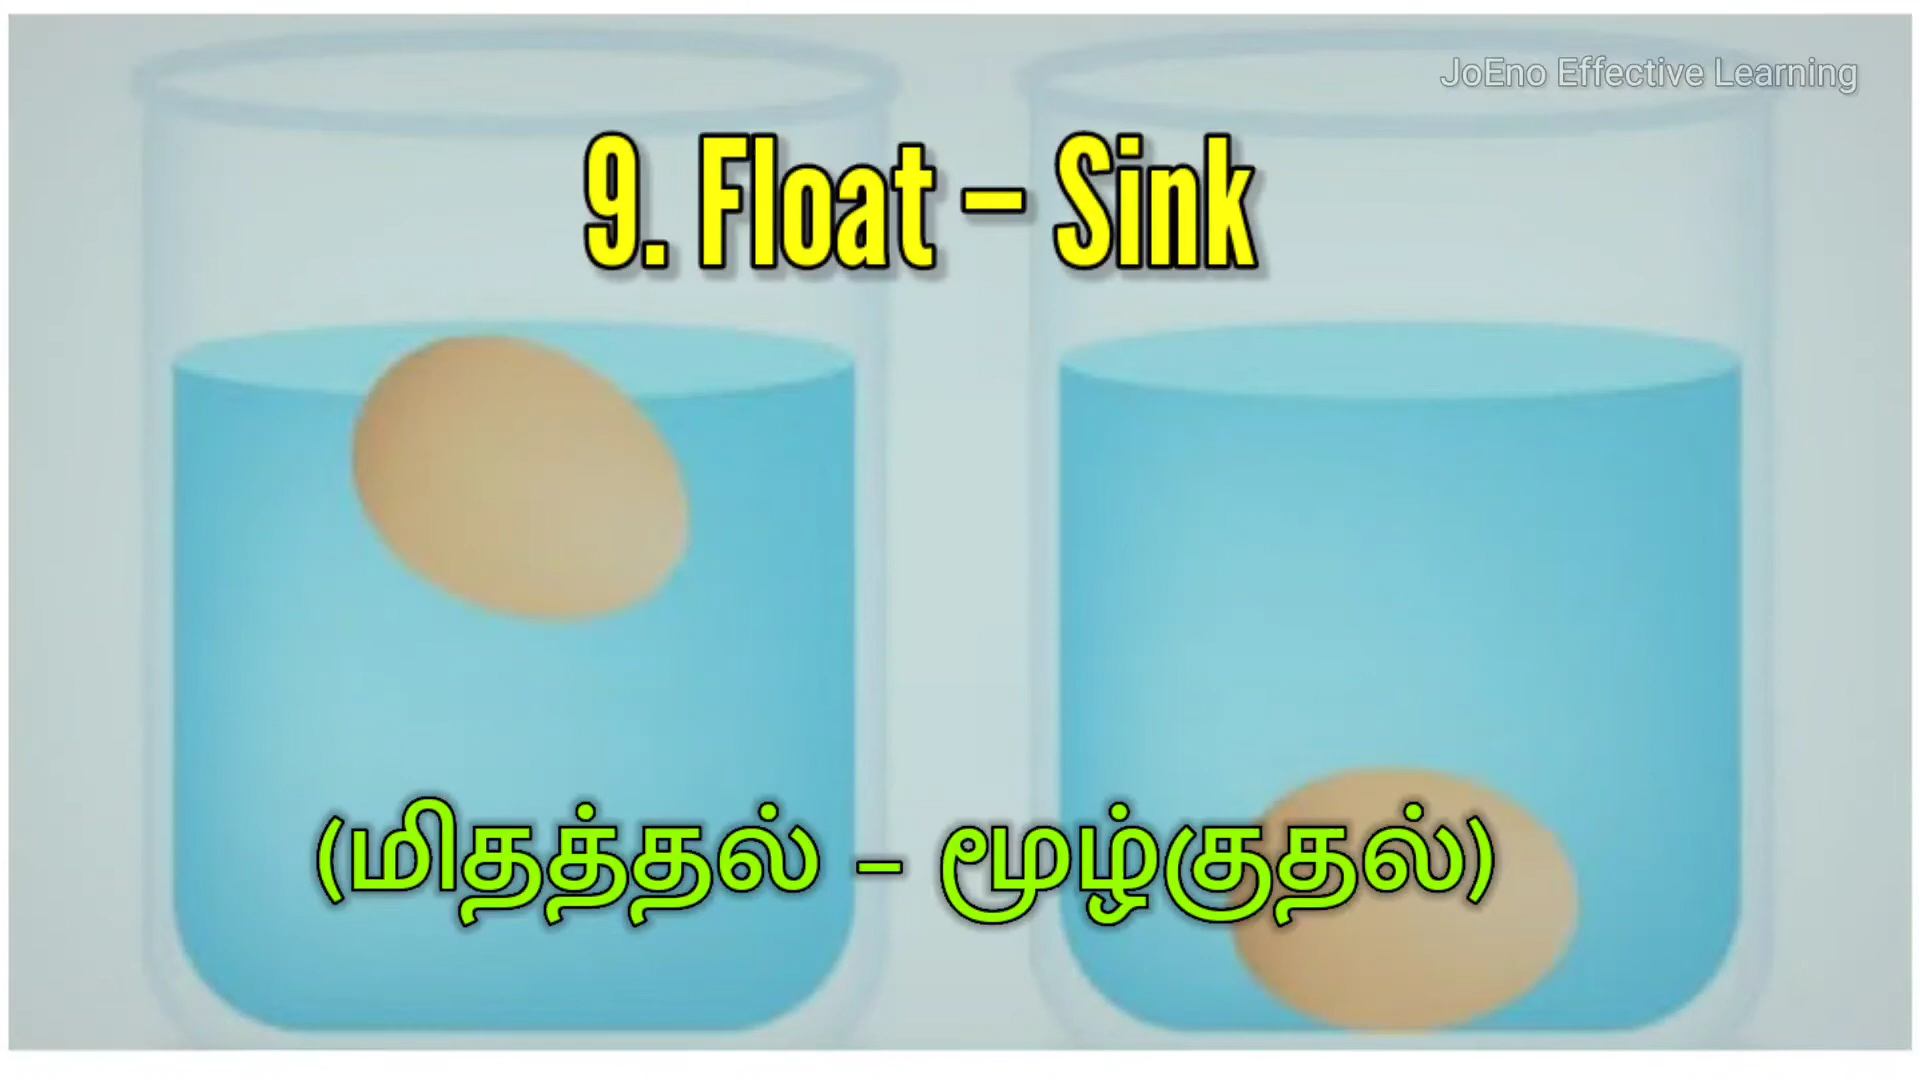 JoEno Effective Learning
9. Float – Sink
(மிதத்தல் – மூழ்குதல்)